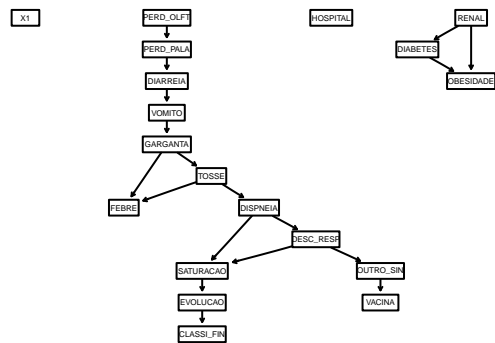 X1
PERD_OLFT
HOSPITAL
RENAL
PERD_PALA
DIABETES
DIARREIA
OBESIDADE
VOMITO
GARGANTA
TOSSE
FEBRE
DISPNEIA
DESC_RESP
SATURACAO
OUTRO_SIN
EVOLUCAO
VACINA
CLASSI_FIN